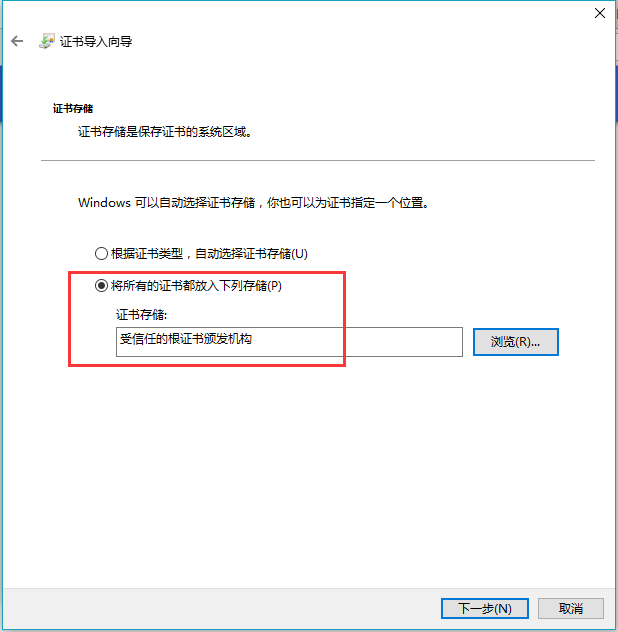 证书导入向导
证书存储
证书存储是保存证书的系统区域。
Windows 可以自动选择证书存储，你也可以为证书指定一个位置。
根据证书类型，自动选择证书存储(U)
将所有的证书都放入下列存储(P)
证书存储:
受信任的根证书颁发机构
浏览(R)...
下一步(N)
取消